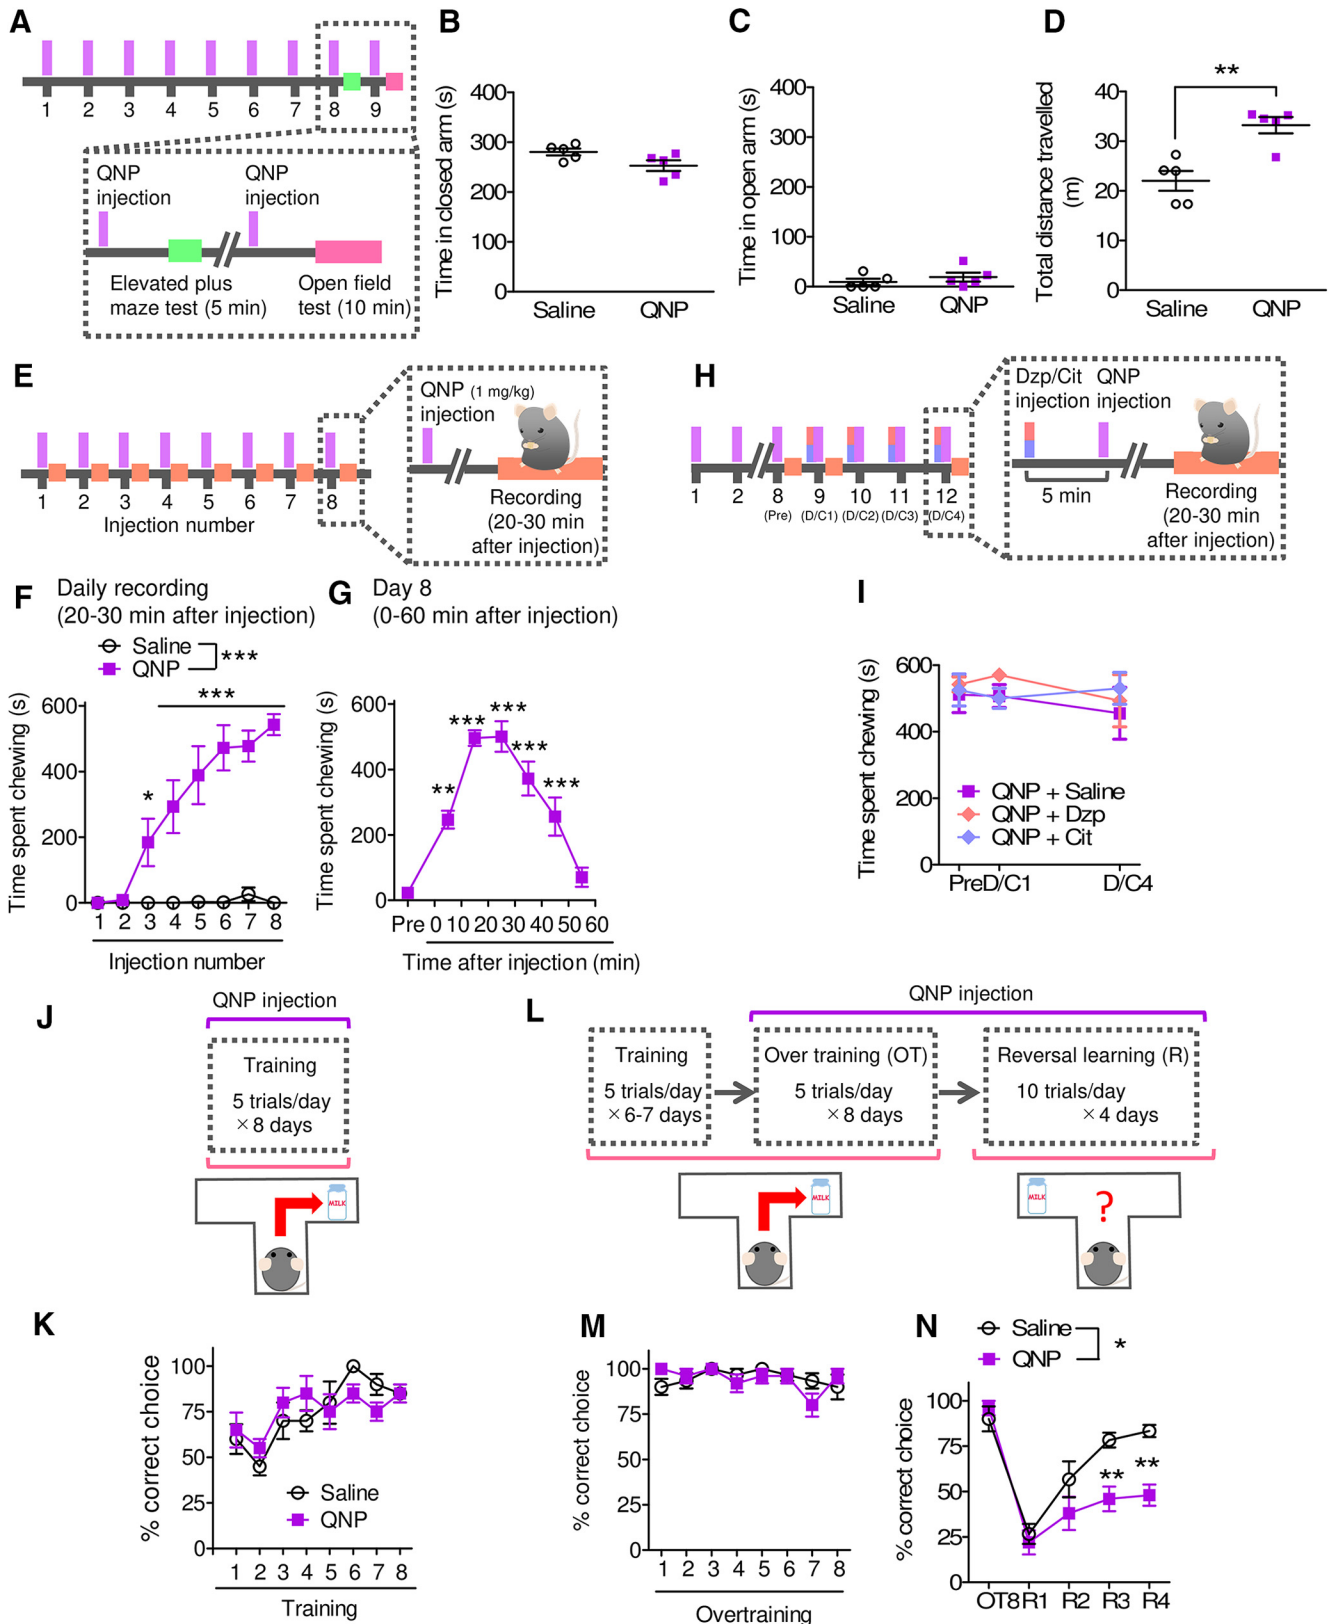 A
1 2 3 4 5 6 7 8 9
QNP
injection
QNP
injection
Elevated plus
maze test (5 min)
Open field
test (10 min)
B
Time in closed arm (s)
400
300
200
100
0
Saline QNP
C
Time in open arm (s)
400
300
200
100
0
Saline QNP
D
Total distance travelled
(m)
40
30
20
10
0
**
Saline QNP
E
1 2 3 4 5 6 7 8
Injection number
QNP (1 mg/kg)
injection
Recording
(20-30 min
after injection)
H
1 2 8 9 10 11 12
(Pre) (D/C1) (D/C2) (D/C3) (D/C4)
Dzp/Cit QNP
injection injection
5 min
Recording
(20-30 min
after injection)
F
Daily recording
(20-30 min after injection)
Saline
QNP
***
***
*
Time spent chewing (s)
600
400
200
0
1 2 3 4 5 6 7 8
Injection number
G
Day 8
(0-60 min after injection)
Time spent chewing (s)
600
400
200
0
**
***
***
***
***
Pre 0 10 20 30 40 50 60
Time after injection (min)
I
Time spent chewing (s)
600
400
200
0
QNP + Saline
QNP + Dzp
QNP + Cit
Pre D/C1 D/C4
J
QNP injection
Training
5 trials/day
×8 days
MILK
L
QNP injection
Training
5 trials/day
×6-7 days
Over training (OT)
5 trials/day
×8 days
Reversal learning (R)
10 trials/day
×4 days
MILK
MILK
?
K
% correct choice
100
75
50
25
0
Saline
QNP
1 2 3 4 5 6 7 8
Training
M
% correct choice
100
75
50
25
0
1 2 3 4 5 6 7 8
Overtraining
N
Saline
QNP
*
% correct choice
100
75
50
25
0
**
**
OT8 R1 R2 R3 R4